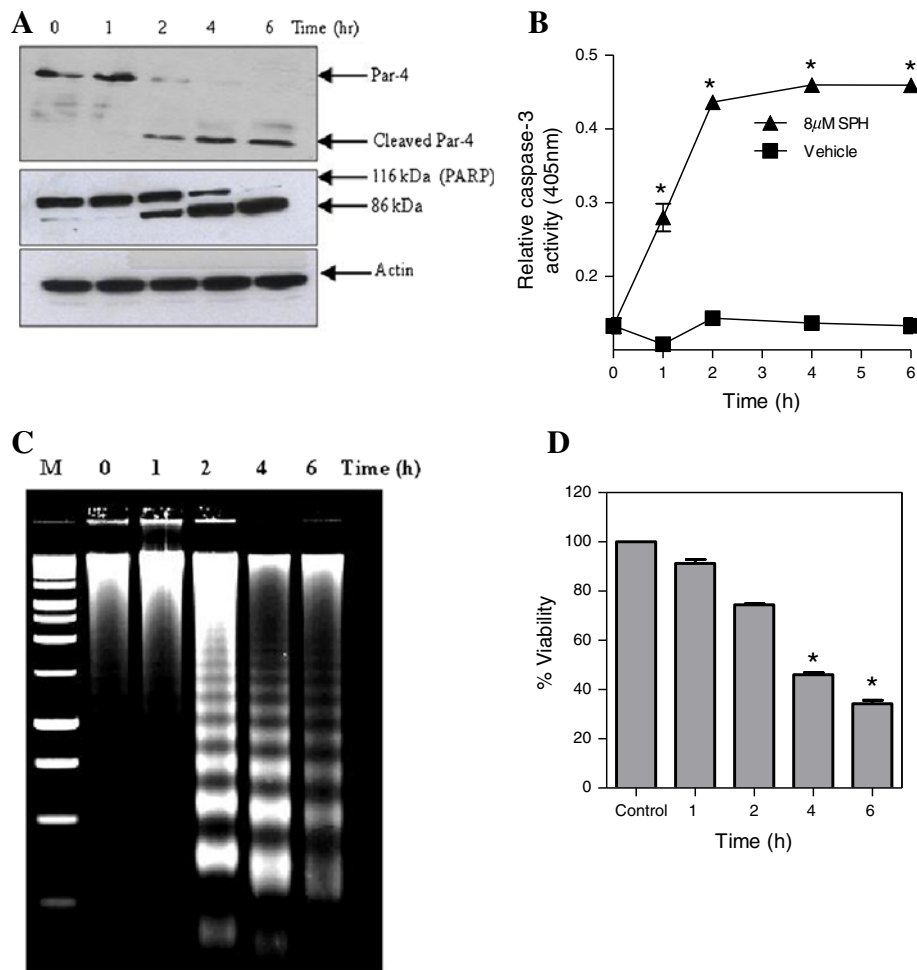 A
0 1 2 4 6 Time (hr)
Par-4
Cleaved Par-4
116 kDa (PARP)
86 kDa
Actin
B
0.5
0.4
0.3
0.2
Relative caspase-3
activity (405nm)
* * * *
8μM SPH
Vehicle
0 1 2 3 4 5 6
Time (h)
C
M 0 1 2 4 6 Time (h)
D
120
100
80
60
40
20
0
% Viability
* *
Control 1 2 4 6
Time (h)